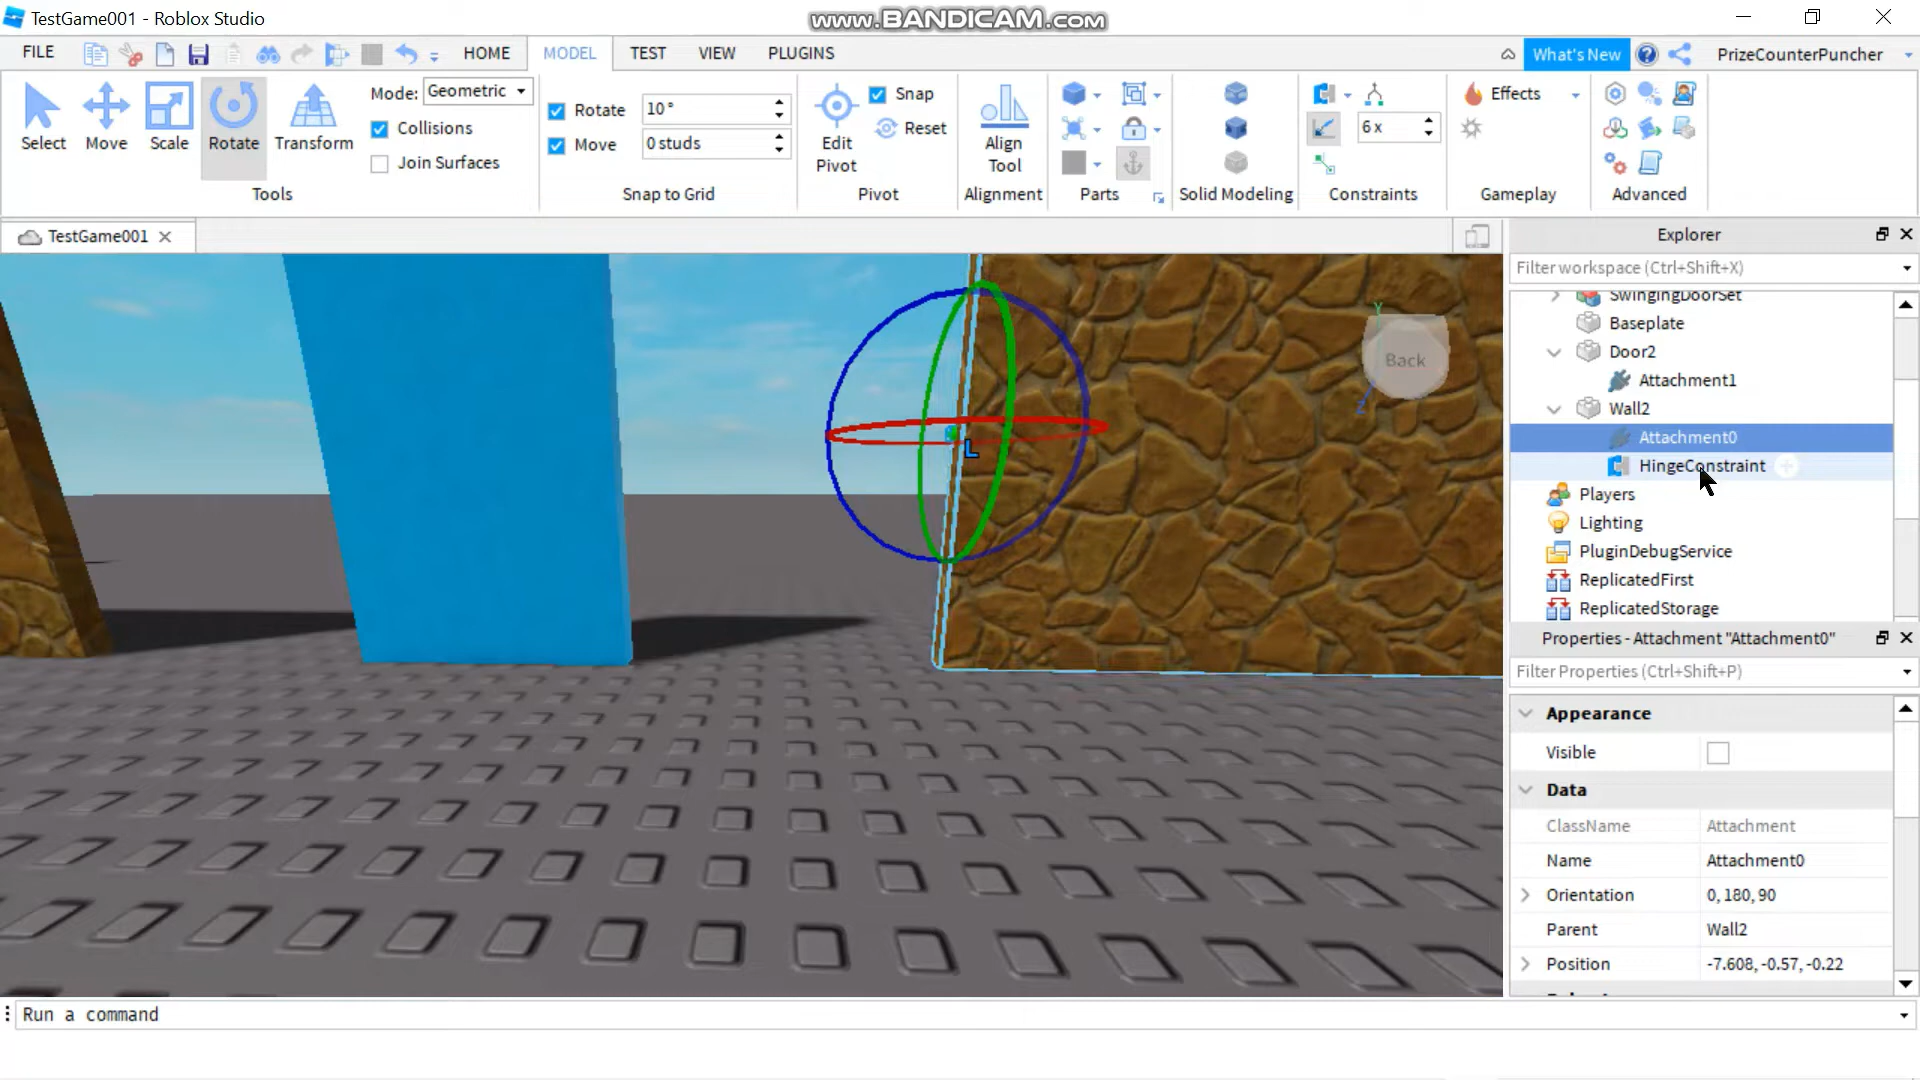 TestGame001 - Roblox Studio
www.BANDICAM.com
FILE
HOME
MODEL
TEST
VIEW
PLUGINS
What's New
PrizeCounterPuncher
Select
Move
Scale
Rotate
Transform
Mode: Geometric
Collisions
Join Surfaces
Tools
Rotate 10 °
Move 0 studs
Snap to Grid
Edit Pivot
Snap
Reset
Pivot
Align Tool
Alignment
Parts
Solid Modeling
6 x
Constraints
Effects
Gameplay
Advanced
TestGame001
Explorer
Filter workspace (Ctrl+Shift+X)
SwingingDoorSet
Baseplate
Door2
Attachment1
Wall2
Attachment0
HingeConstraint
Players
Lighting
PluginDebugService
ReplicatedFirst
ReplicatedStorage
Y
Back
Z
L
Properties - Attachment "Attachment0"
Filter Properties (Ctrl+Shift+P)
Appearance
Visible
Data
ClassName Attachment
Name Attachment0
Orientation 0, 180, 90
Parent Wall2
Position -7.608, -0.57, -0.22
Run a command